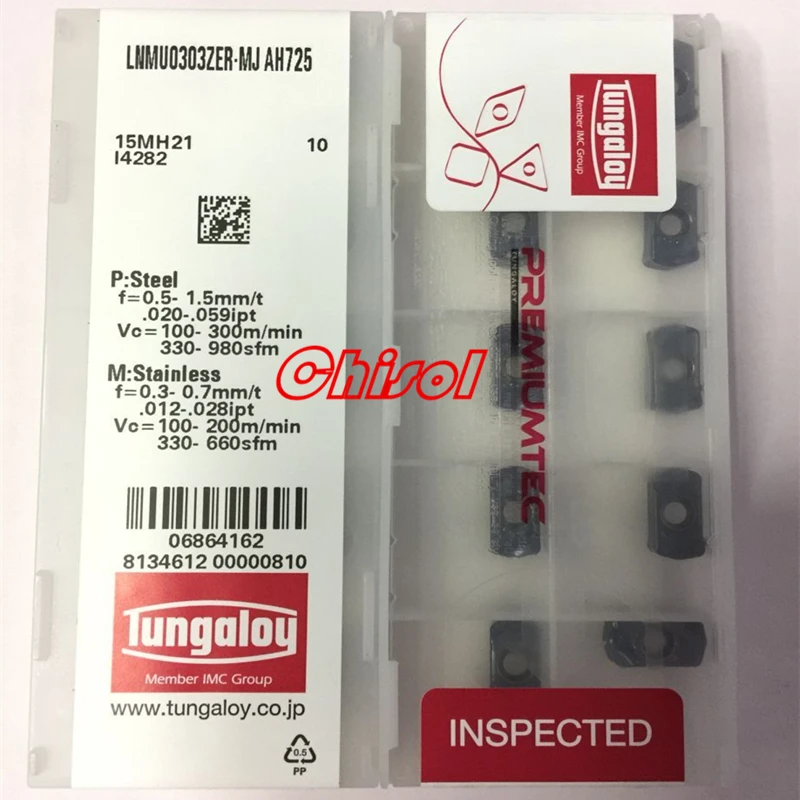 LNMU0303ZER-MJ AH725
15MH21 10
I4282
P:Steel
f=0.5- 1.5mm/t
.020-.059ipt
Vc=100- 300m/min
330- 980sfm
M:Stainless
f=0.3- 0.7mm/t
.012-.028ipt
Vc=100- 200m/min
330- 660sfm
06864162
8134612 00000810
Tungaloy
Member IMC Group
www.tungaloy.co.jp
0.5
PP
Chisol
Tungaloy
Member IMC Group
PREMIUMTEC
TUNGALOY
INSPECTED